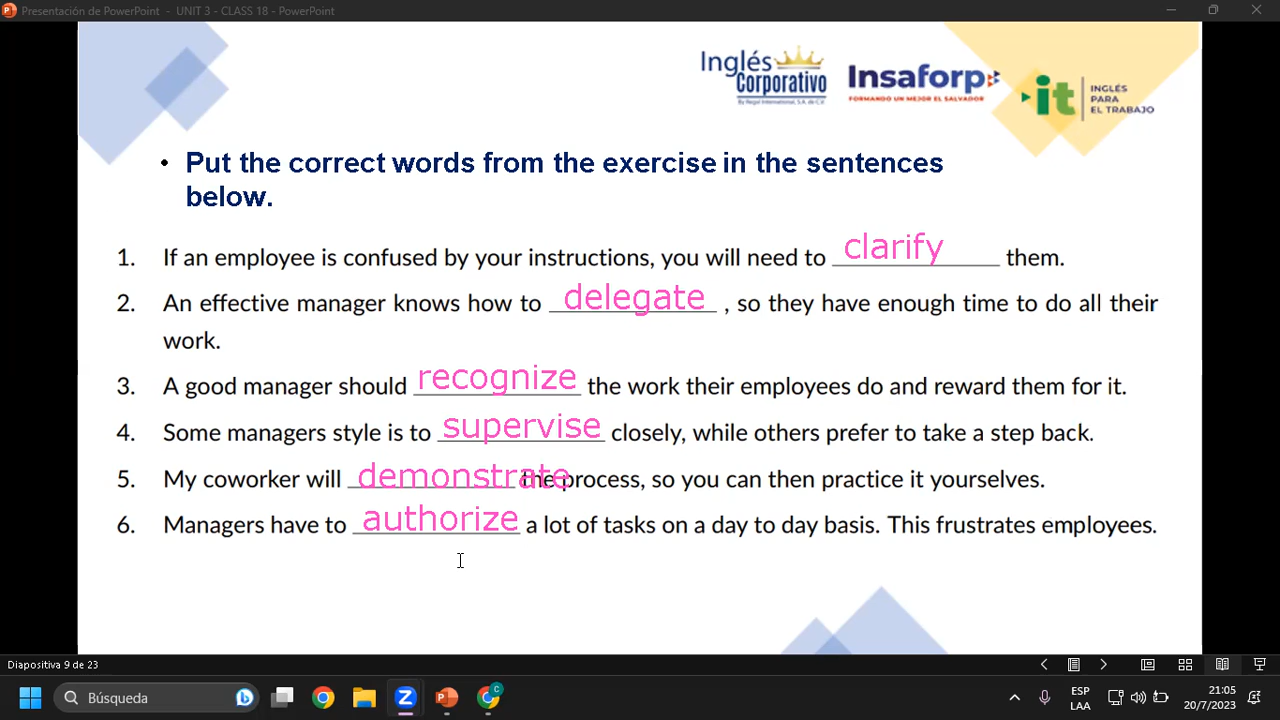 Presentación de PowerPoint - UNIT 3 - CLASS 18 - PowerPoint
Inglés
Corporativo
By Regal International, S.A. de C.V.
Insaforp
FORMANDO UN MEJOR EL SALVADOR
it
INGLÉS
PARA
EL TRABAJO
• Put the correct words from the exercise in the sentences
below.
1. If an employee is confused by your instructions, you will need to clarify them.
2. An effective manager knows how to delegate , so they have enough time to do all their
work.
3. A good manager should recognize the work their employees do and reward them for it.
4. Some managers style is to supervise closely, while others prefer to take a step back.
5. My coworker will demonstrate the process, so you can then practice it yourselves.
6. Managers have to authorize a lot of tasks on a day to day basis. This frustrates employees.
Diapositiva 9 de 23
Búsqueda
ESP
LAA
21:05
20/7/2023